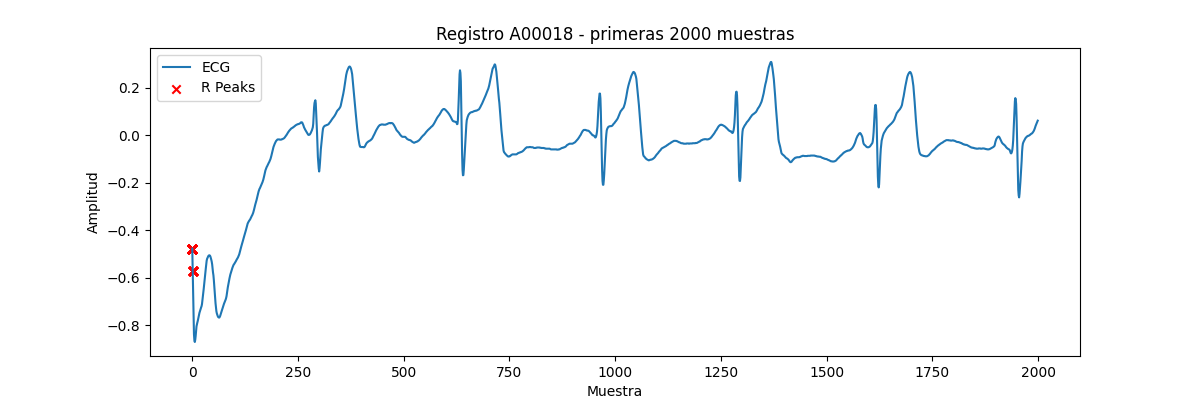 Registro A00018 - primeras 2000 muestras
ECG
R Peaks
0.2
0.0
−0.2
−0.4
−0.6
−0.8
Amplitud
0 250 500 750 1000 1250 1500 1750 2000
Muestra